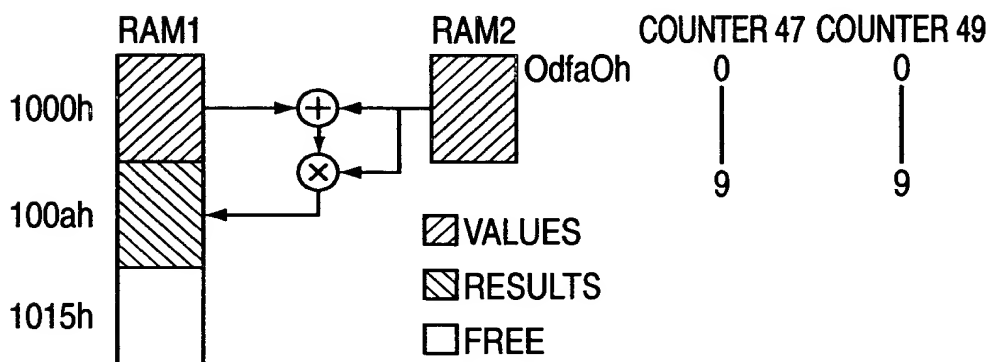 RAM1 RAM2 COUNTER 47 COUNTER 49
OdfaOh 0 0
1000h
+
×
9 9
100ah
VALUES
RESULTS
1015h
FREE